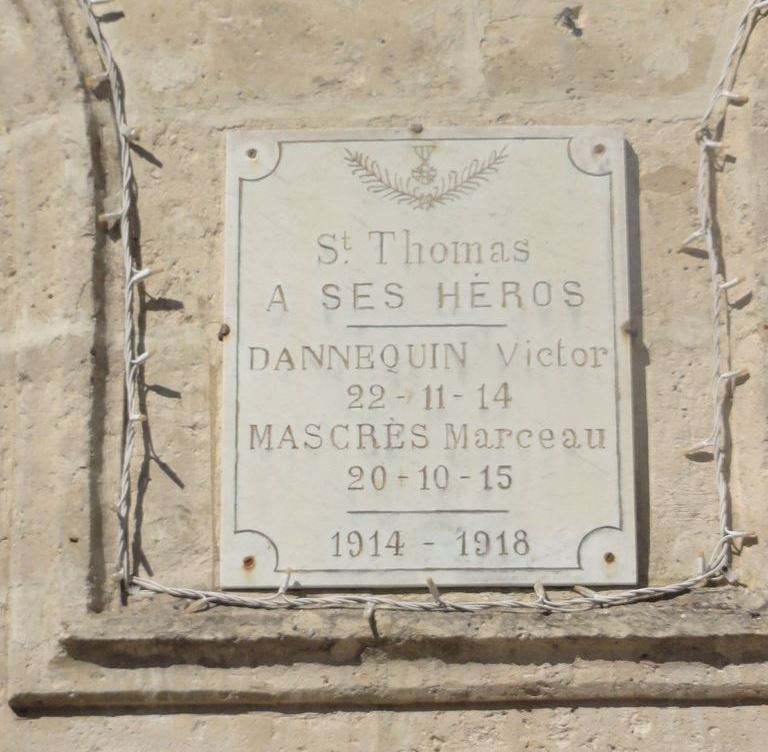 St. Thomas
A SES HÉROS
DANNEQUIN Victor
22-11-14
MASCRÈS Marceau
20-10-15
1914 - 1918